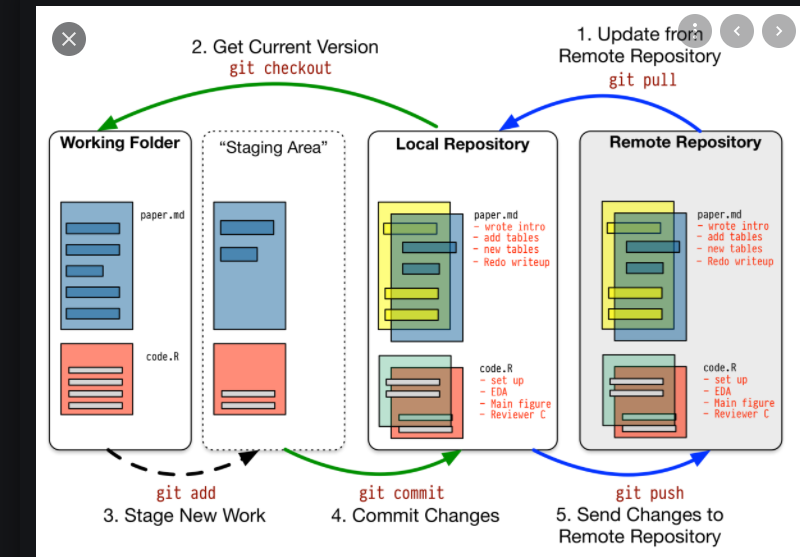 2. Get Current Version
git checkout
1. Update from
Remote Repository
git pull
Working Folder
paper.md
code.R
“Staging Area”
Local Repository
paper.md
- wrote intro
- add tables
- new tables
- Redo writeup
code.R
- set up
- EDA
- Main figure
- Reviewer C
Remote Repository
paper.md
- wrote intro
- add tables
- new tables
- Redo writeup
code.R
- set up
- EDA
- Main figure
- Reviewer C
git add
3. Stage New Work
git commit
4. Commit Changes
git push
5. Send Changes to
Remote Repository